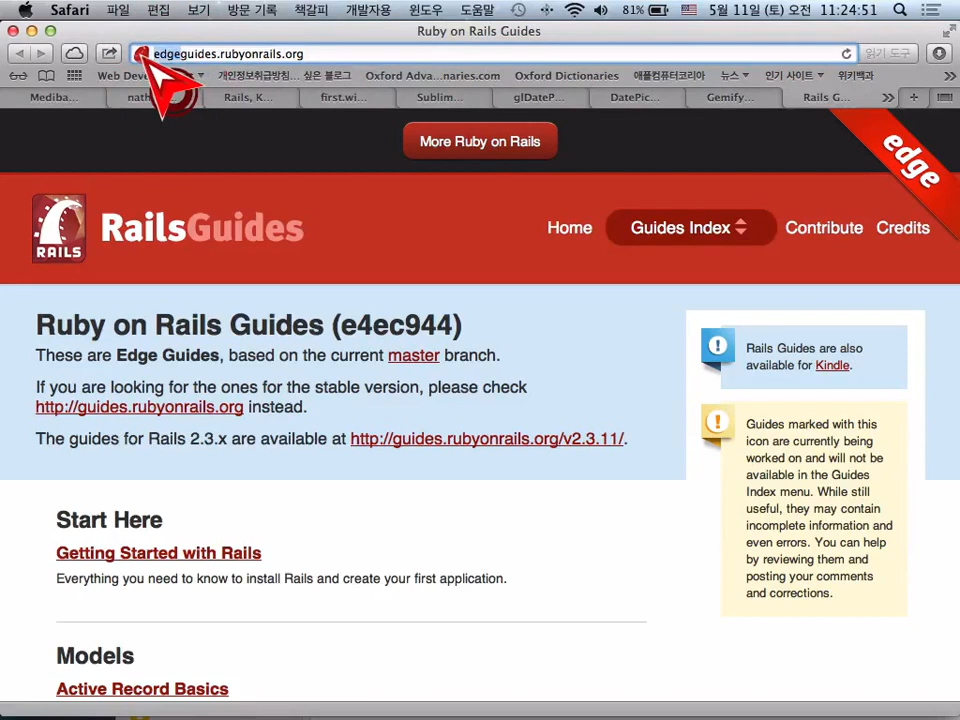 Safari 파일 편집 보기 방문 기록 책갈피 개발자용 윈도우 도움말 81% 5월 11일 (토) 오전 11:24:51
Ruby on Rails Guides
edgeguides.rubyonrails.org 읽기 도구
Web Deve 개인정보취급방침... 싶은 블로그 Oxford Adva...naries.com Oxford Dictionaries 애플컴퓨터코리아 뉴스 인기 사이트 위키백과
Mediba... nath Rails, K... first.wi... Sublim... glDateP... DatePic... Gemify... Rails G...
More Ruby on Rails
edge
RAILS
RailsGuides
Home Guides Index Contribute Credits
Ruby on Rails Guides (e4ec944)
These are Edge Guides, based on the current master branch.
If you are looking for the ones for the stable version, please check
http://guides.rubyonrails.org instead.
The guides for Rails 2.3.x are available at http://guides.rubyonrails.org/v2.3.11/.
Rails Guides are also
available for Kindle.
Guides marked with this
icon are currently being
worked on and will not be
available in the Guides
Index menu. While still
useful, they may contain
incomplete information and
even errors. You can help
by reviewing them and
posting your comments
and corrections.
Start Here
Getting Started with Rails
Everything you need to know to install Rails and create your first application.
Models
Active Record Basics